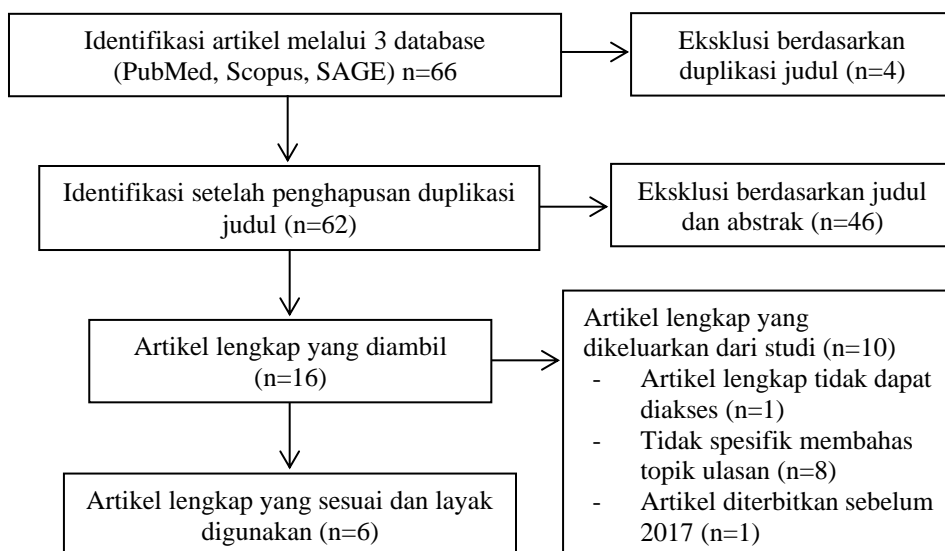 Identifikasi artikel melalui 3 database
(PubMed, Scopus, SAGE) n=66
Eksklusi berdasarkan
duplikasi judul (n=4)
Identifikasi setelah penghapusan duplikasi
judul (n=62)
Eksklusi berdasarkan judul
dan abstrak (n=46)
Artikel lengkap yang diambil
(n=16)
Artikel lengkap yang
dikeluarkan dari studi (n=10)
- Artikel lengkap tidak dapat
diakses (n=1)
- Tidak spesifik membahas
topik ulasan (n=8)
- Artikel diterbitkan sebelum
2017 (n=1)
Artikel lengkap yang sesuai dan layak
digunakan (n=6)